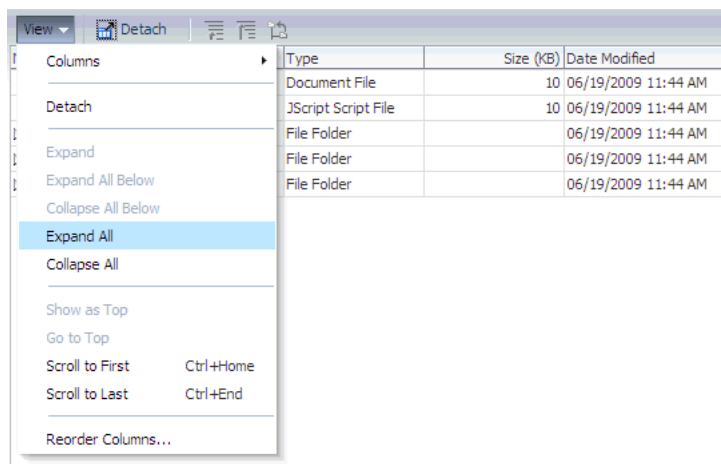 View Detach
Type Size (KB) Date Modified
Columns
Document File 10 06/19/2009 11:44 AM
Detach
JScript Script File 10 06/19/2009 11:44 AM
File Folder 06/19/2009 11:44 AM
Expand
File Folder 06/19/2009 11:44 AM
Expand All Below
File Folder 06/19/2009 11:44 AM
Collapse All Below
Expand All
Collapse All
Show as Top
Go to Top
Scroll to First Ctrl+Home
Scroll to Last Ctrl+End
Reorder Columns...